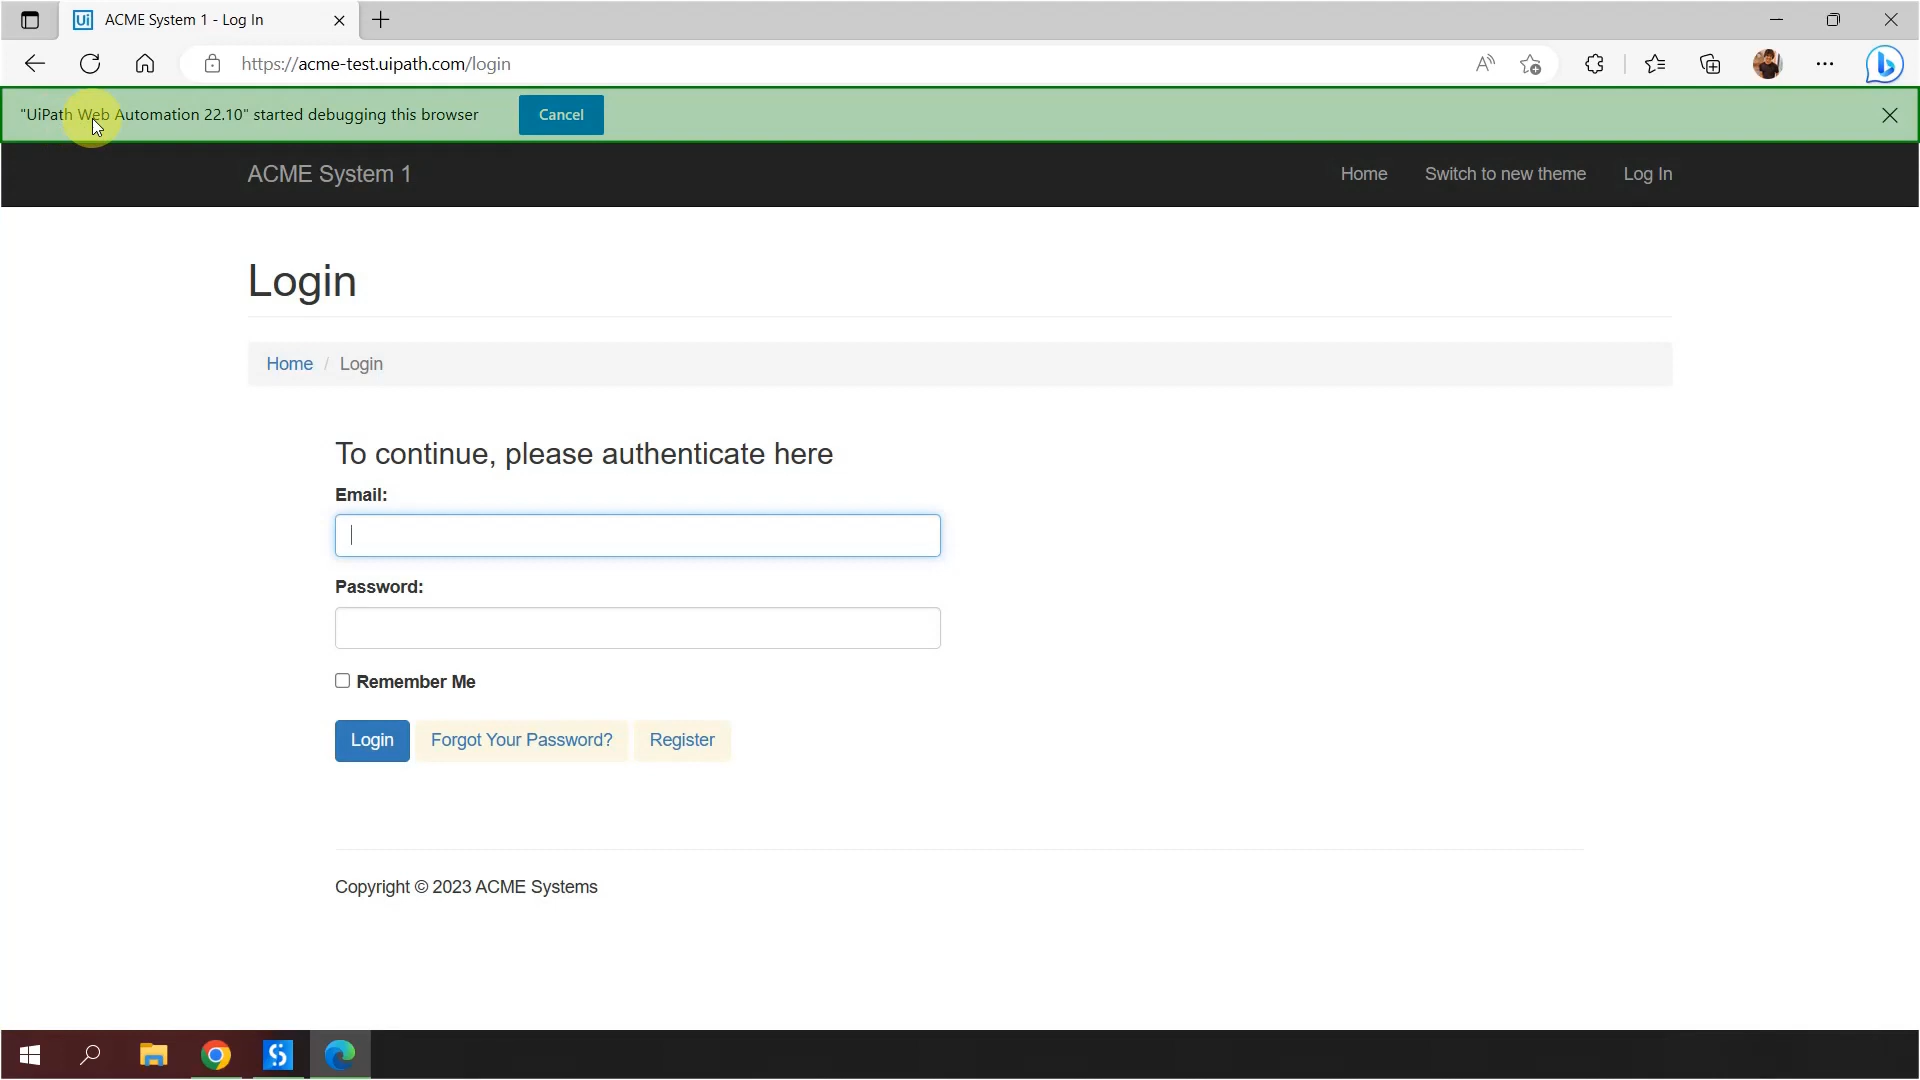 Ui ACME System 1 - Log In
https://acme-test.uipath.com/login
"UiPath Web Automation 22.10" started debugging this browser Cancel
ACME System 1 Home Switch to new theme Log In
Login
Home / Login
To continue, please authenticate here
Email:
Password:
Remember Me
Login Forgot Your Password? Register
Copyright © 2023 ACME Systems